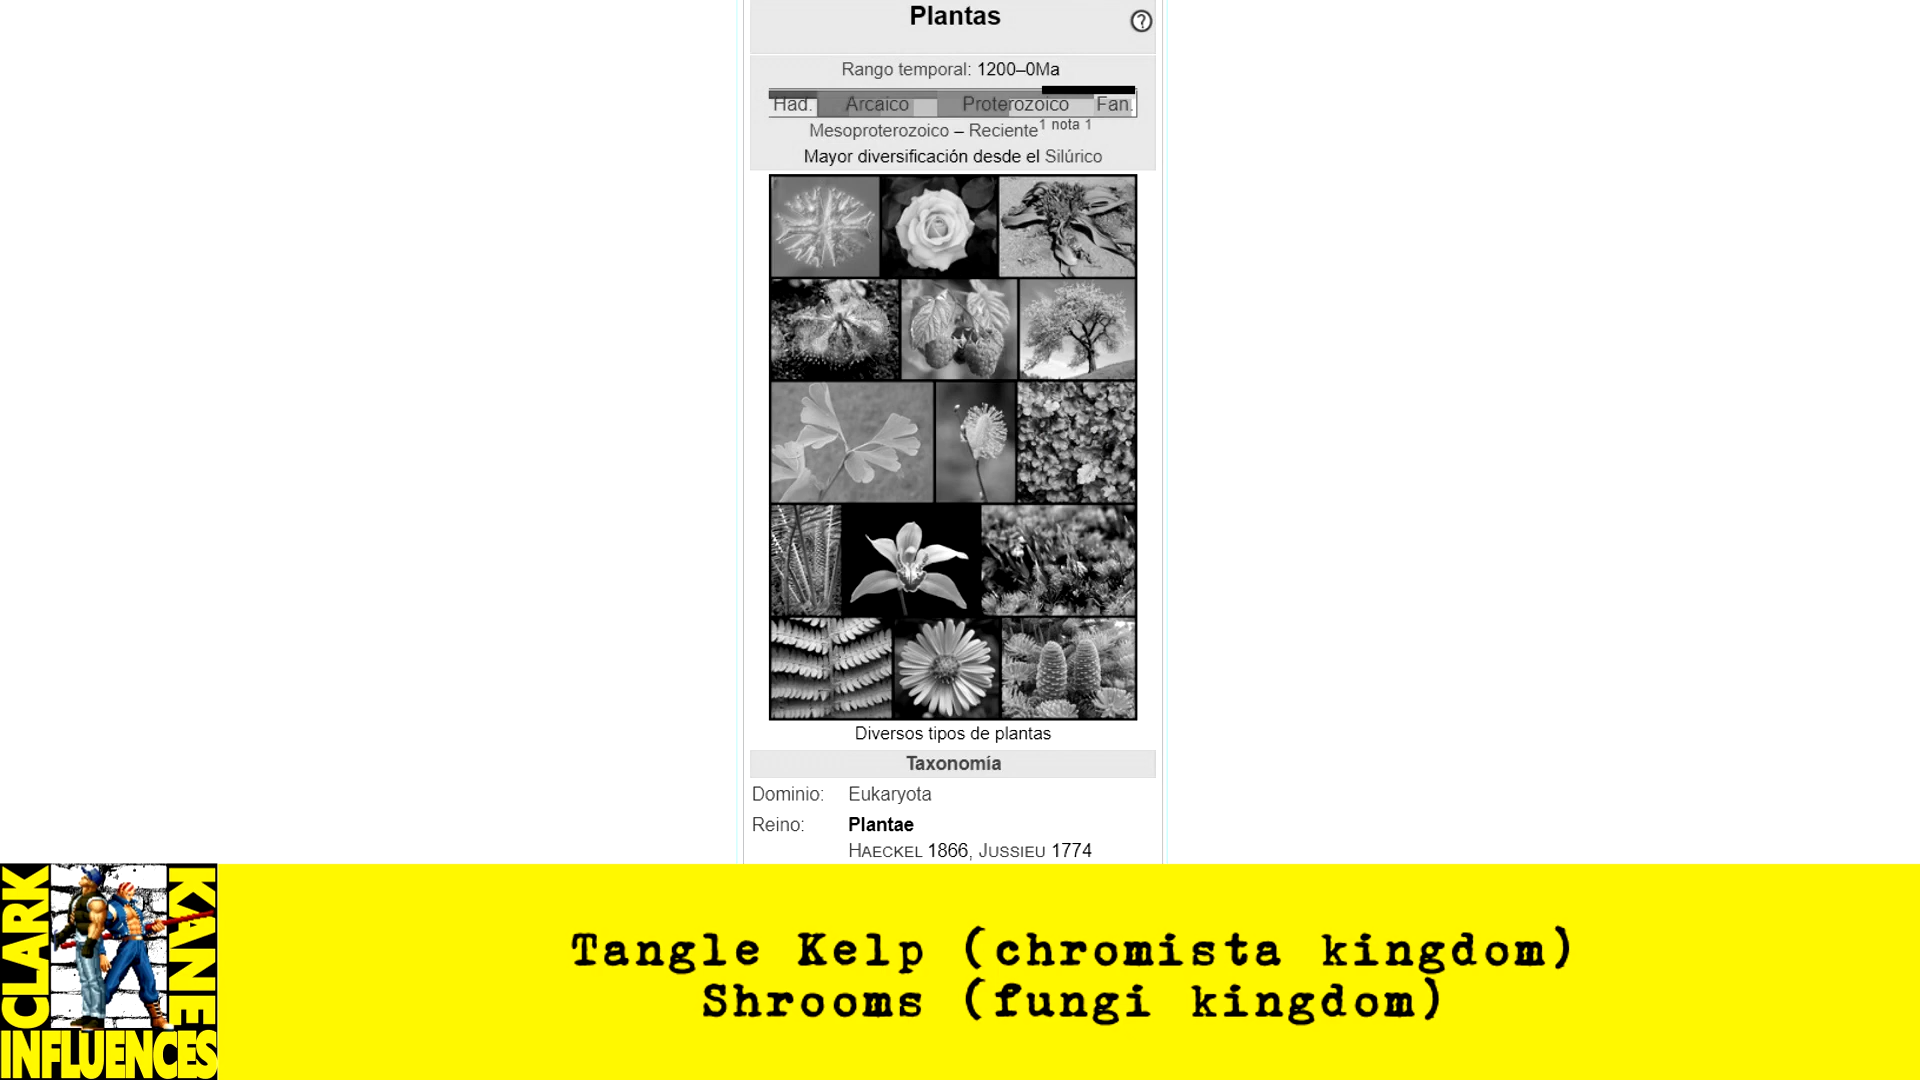 Plantas
Rango temporal: 1200–0Ma
Had. Arcaico Proterozoico Fan.
Mesoproterozoico – Reciente1 nota 1
Mayor diversificación desde el Silúrico
Diversos tipos de plantas
Taxonomía
Dominio: Eukaryota
Reino: Plantae
HAECKEL 1866, JUSSIEU 1774
CLARK
KANE
INFLUENCES
Tangle Kelp (chromista kingdom)
Shrooms (fungi kingdom)